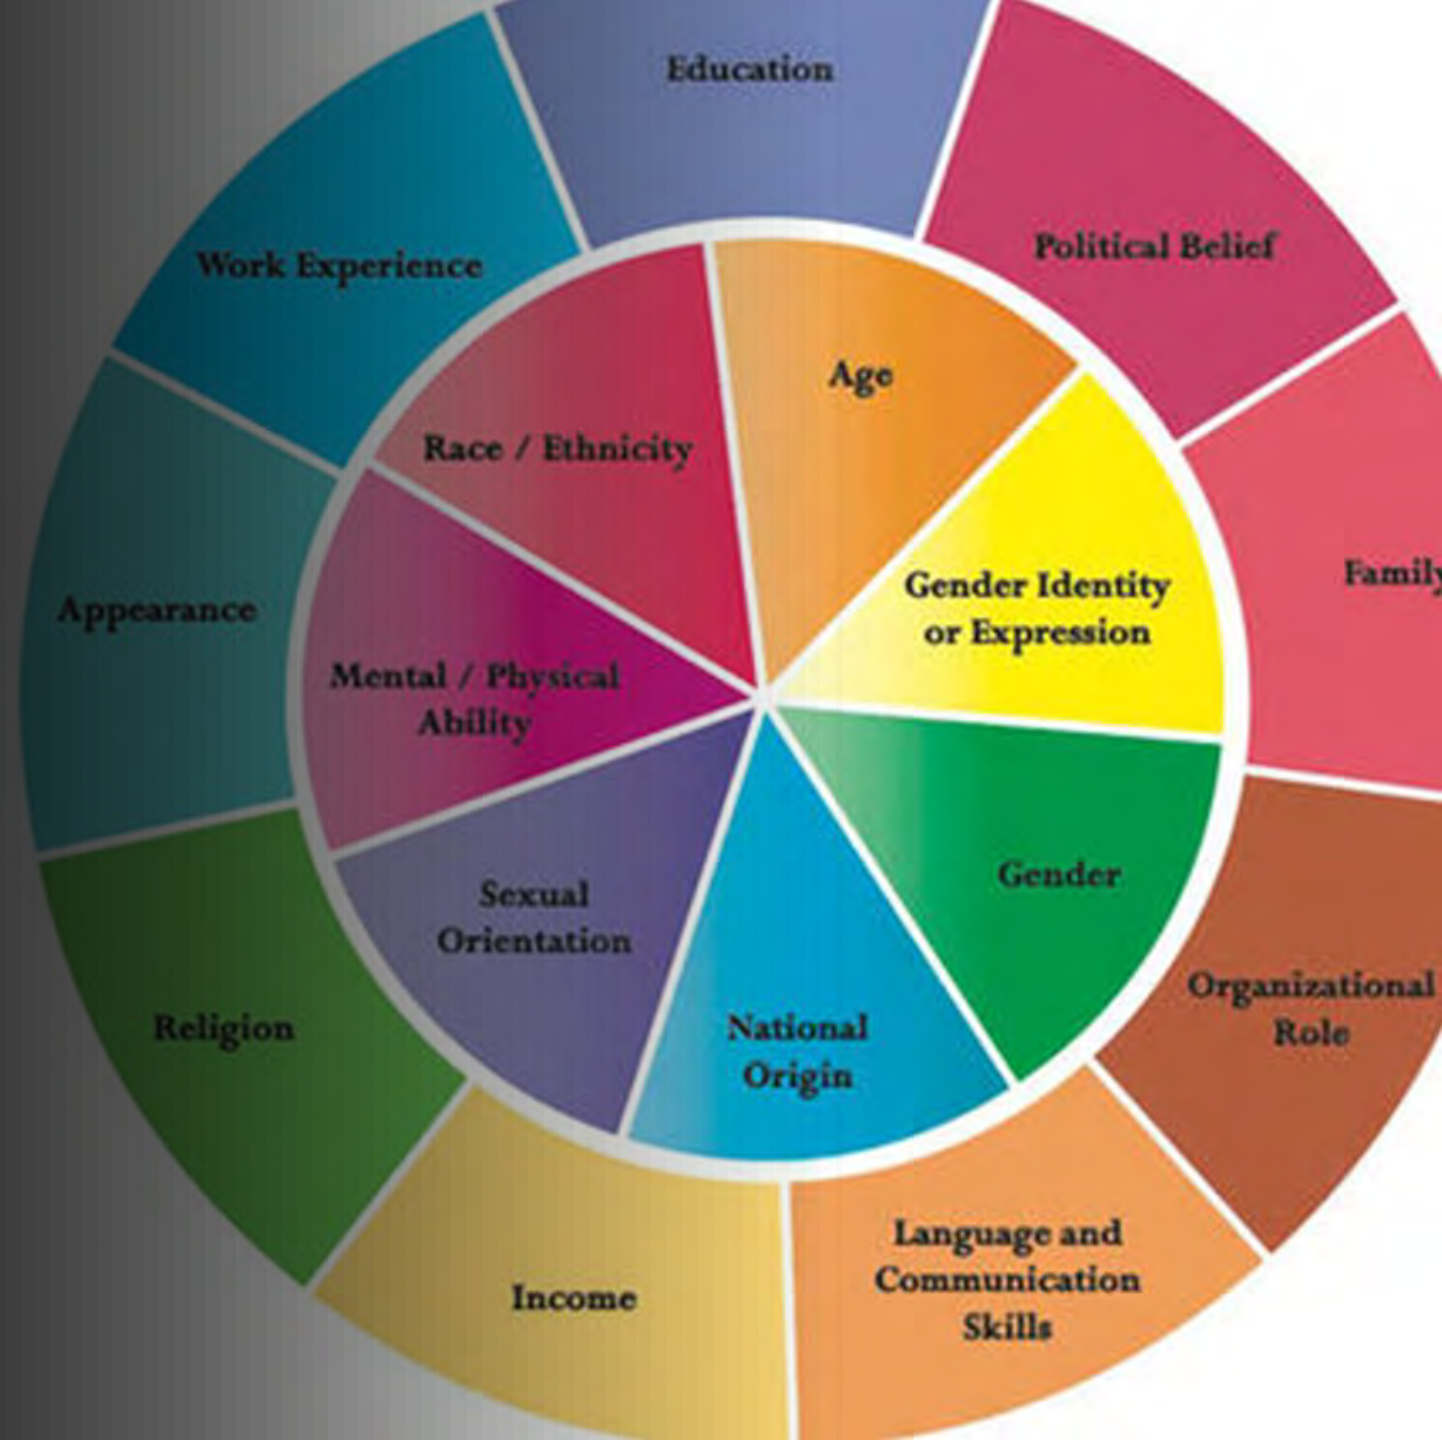 Education
Political Belief
Work Experience
Age
Race / Ethnicity
Family
Gender Identity
or Expression
Appearance
Mental / Physical
Ability
Gender
Sexual
Orientation
Organizational
Role
Religion
National
Origin
Language and
Communication
Skills
Income